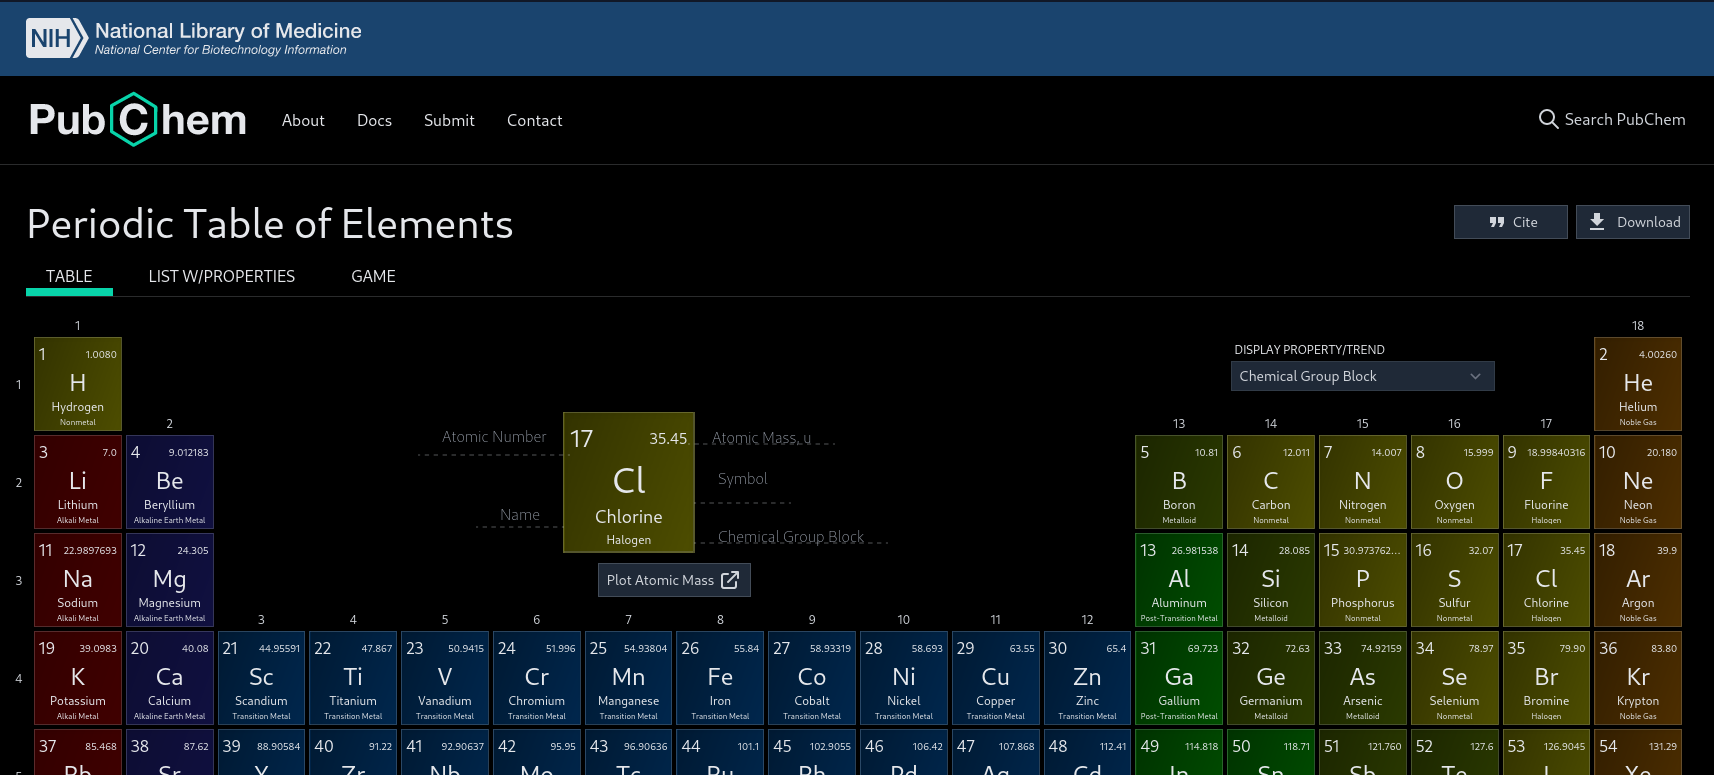 NIH National Library of Medicine
National Center for Biotechnology Information
PubChem About Docs Submit Contact Search PubChem
Periodic Table of Elements
Cite Download
TABLE LIST W/PROPERTIES GAME
1 18
DISPLAY PROPERTY/TREND
Chemical Group Block
1
1 1.0080
H
Hydrogen
Nonmetal
2 4.00260
He
Helium
Noble Gas
Atomic Number
Name
17 35.45
Cl
Chlorine
Halogen
Atomic Mass, u
Symbol
Chemical Group Block
Plot Atomic Mass
2 13 14 15 16 17
2
3 7.0
Li
Lithium
Alkali Metal
4 9.012183
Be
Beryllium
Alkaline Earth Metal
5 10.81
B
Boron
Metalloid
6 12.011
C
Carbon
Nonmetal
7 14.007
N
Nitrogen
Nonmetal
8 15.999
O
Oxygen
Nonmetal
9 18.99840316
F
Fluorine
Halogen
10 20.180
Ne
Neon
Noble Gas
3
11 22.9897693
Na
Sodium
Alkali Metal
12 24.305
Mg
Magnesium
Alkaline Earth Metal
13 26.981538
Al
Aluminum
Post-Transition Metal
14 28.085
Si
Silicon
Metalloid
15 30.973762...
P
Phosphorus
Nonmetal
16 32.07
S
Sulfur
Nonmetal
17 35.45
Cl
Chlorine
Halogen
18 39.9
Ar
Argon
Noble Gas
3 4 5 6 7 8 9 10 11 12
4
19 39.0983
K
Potassium
Alkali Metal
20 40.08
Ca
Calcium
Alkaline Earth Metal
21 44.95591
Sc
Scandium
Transition Metal
22 47.867
Ti
Titanium
Transition Metal
23 50.9415
V
Vanadium
Transition Metal
24 51.996
Cr
Chromium
Transition Metal
25 54.93804
Mn
Manganese
Transition Metal
26 55.84
Fe
Iron
Transition Metal
27 58.93319
Co
Cobalt
Transition Metal
28 58.693
Ni
Nickel
Transition Metal
29 63.55
Cu
Copper
Transition Metal
30 65.4
Zn
Zinc
Transition Metal
31 69.723
Ga
Gallium
Post-Transition Metal
32 72.63
Ge
Germanium
Metalloid
33 74.92159
As
Arsenic
Metalloid
34 78.97
Se
Selenium
Nonmetal
35 79.90
Br
Bromine
Halogen
36 83.80
Kr
Krypton
Noble Gas
5
37 85.468
Rb
38 87.62
Sr
39 88.90584
Y
40 91.22
Zr
41 92.90637
Nb
42 95.95
Mo
43 96.90636
Tc
44 101.1
Ru
45 102.9055
Rh
46 106.42
Pd
47 107.868
Ag
48 112.41
Cd
49 114.818
In
50 118.71
Sn
51 121.760
Sb
52 127.6
Te
53 126.9045
I
54 131.29
Xe